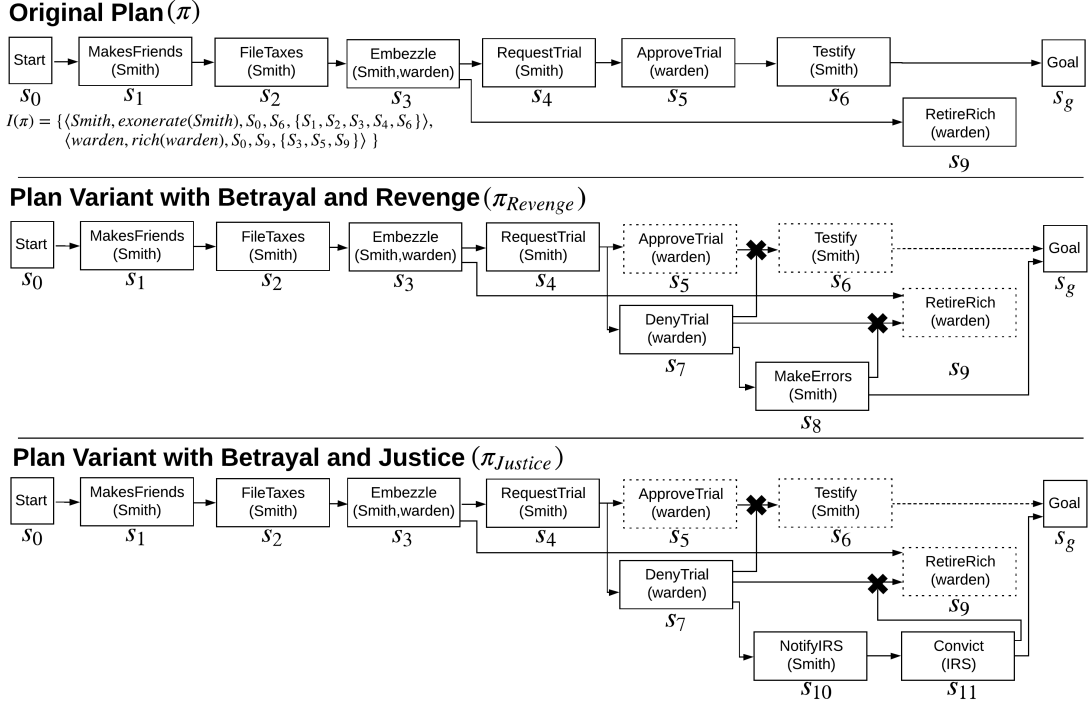 Original Plan (π)
Start
MakesFriends
(Smith)
FileTaxes
(Smith)
Embezzle
(Smith,warden)
RequestTrial
(Smith)
ApproveTrial
(warden)
Testify
(Smith)
Goal
s0
s1
s2
s3
s4
s5
s6
sg
I(π) = {⟨Smith, exonerate(Smith), S0, S6, {S1, S2, S3, S4, S6}⟩,
⟨warden, rich(warden), S0, S9, {S3, S5, S9}⟩ }
RetireRich
(warden)
s9
Plan Variant with Betrayal and Revenge (πRevenge)
Start
MakesFriends
(Smith)
FileTaxes
(Smith)
Embezzle
(Smith,warden)
RequestTrial
(Smith)
ApproveTrial
(warden)
Testify
(Smith)
Goal
s0
s1
s2
s3
s4
s5
s6
sg
RetireRich
(warden)
s9
DenyTrial
(warden)
s7
MakeErrors
(Smith)
s8
Plan Variant with Betrayal and Justice (πJustice)
Start
MakesFriends
(Smith)
FileTaxes
(Smith)
Embezzle
(Smith,warden)
RequestTrial
(Smith)
ApproveTrial
(warden)
Testify
(Smith)
Goal
s0
s1
s2
s3
s4
s5
s6
sg
RetireRich
(warden)
s9
DenyTrial
(warden)
s7
NotifyIRS
(Smith)
s10
Convict
(IRS)
s11